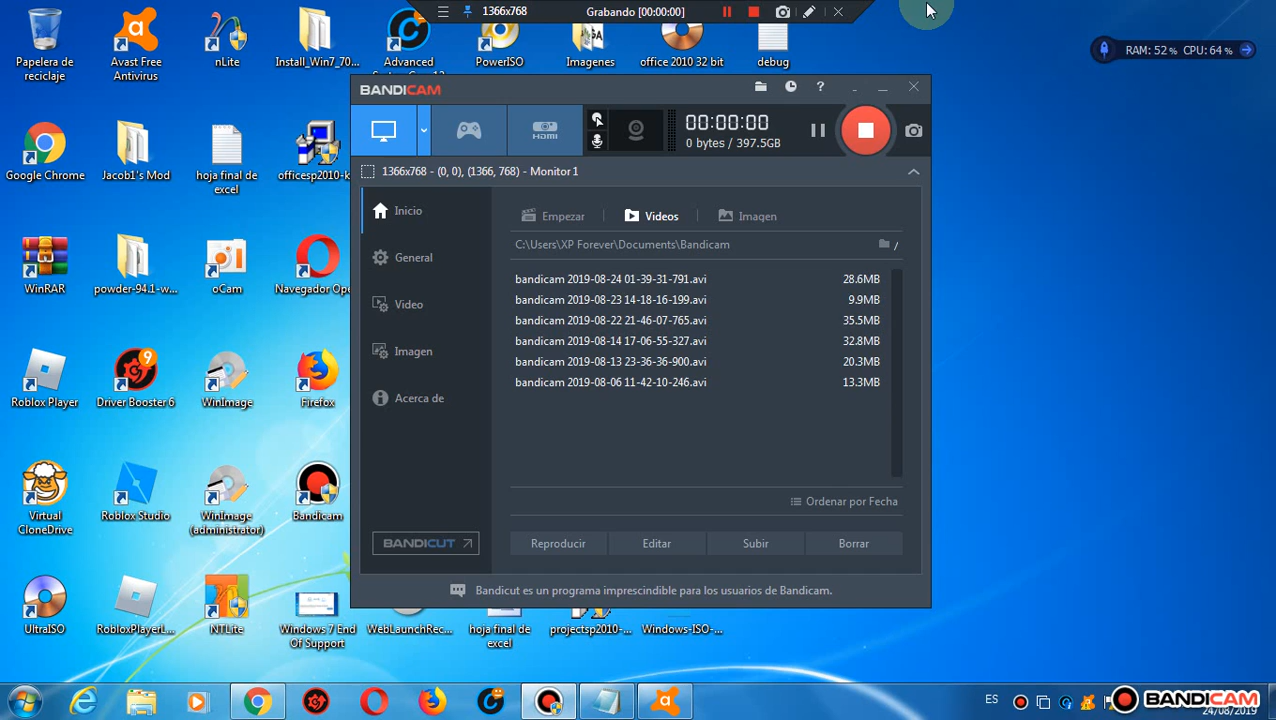 1366x768
Grabando [00:00:00]
RAM: 52 % CPU: 64 %
Papelera de reciclaje
Avast Free Antivirus
nLite
Install_Win7_70...
Advanced
PowerISO
Imagenes
office 2010 32 bit
debug
Google Chrome
Jacob1's Mod
hoja final de excel
officesp2010-k
WinRAR
powder-94.1-w...
oCam
Navegador Ope
Roblox Player
Driver Booster 6
9
WinImage
Firefox
Virtual CloneDrive
Roblox Studio
WinImage (administrator)
Bandicam
UltraISO
RobloxPlayerL...
NTLite
Windows 7 End Of Support
WebLaunchRec...
hoja final de excel
projectsp2010-...
Windows-ISO-...
BANDICAM
?
HDMI
00:00:00
0 bytes / 397.5GB
1366x768 - (0, 0), (1366, 768) - Monitor 1
Inicio
General
Video
Imagen
Acerca de
BANDICUT
Empezar
Videos
Imagen
C:\Users\XP Forever\Documents\Bandicam
/
bandicam 2019-08-24 01-39-31-791.avi 28.6MB
bandicam 2019-08-23 14-18-16-199.avi 9.9MB
bandicam 2019-08-22 21-46-07-765.avi 35.5MB
bandicam 2019-08-14 17-06-55-327.avi 32.8MB
bandicam 2019-08-13 23-36-36-900.avi 20.3MB
bandicam 2019-08-06 11-42-10-246.avi 13.3MB
Ordenar por Fecha
Reproducir
Editar
Subir
Borrar
Bandicut es un programa imprescindible para los usuarios de Bandicam.
ES
BANDICAM
24/08/2019